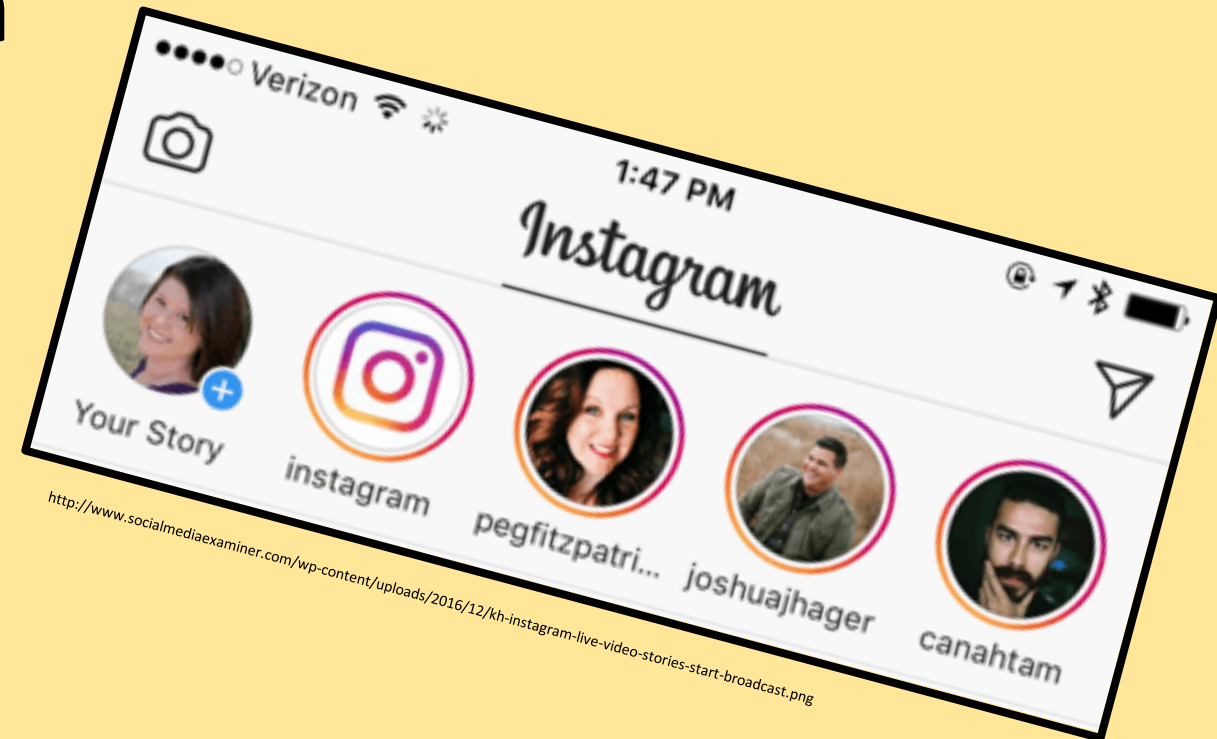 Verizon
1:47 PM
Instagram
Your Story
instagram
pegfitzpatri...
joshuajhager
canahtam
http://www.socialmediaexaminer.com/wp-content/uploads/2016/12/kh-instagram-live-video-stories-start-broadcast.png